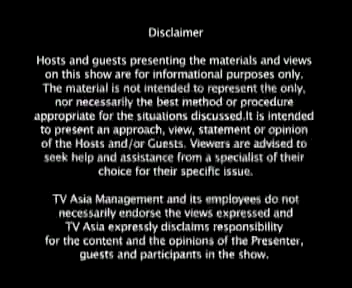 Disclaimer
Hosts and guests presenting the materials and views
on this show are for informational purposes only.
The material is not intended to represent the only,
nor necessarily the best method or procedure
appropriate for the situations discussed.It is intended
to present an approach, view, statement or opinion
of the Hosts and/or Guests. Viewers are advised to
seek help and assistance from a specialist of their
choice for their specific issue.
TV Asia Management and its employees do not
necessarily endorse the views expressed and
TV Asia expressly disclaims responsibility
for the content and the opinions of the Presenter,
guests and participants in the show.